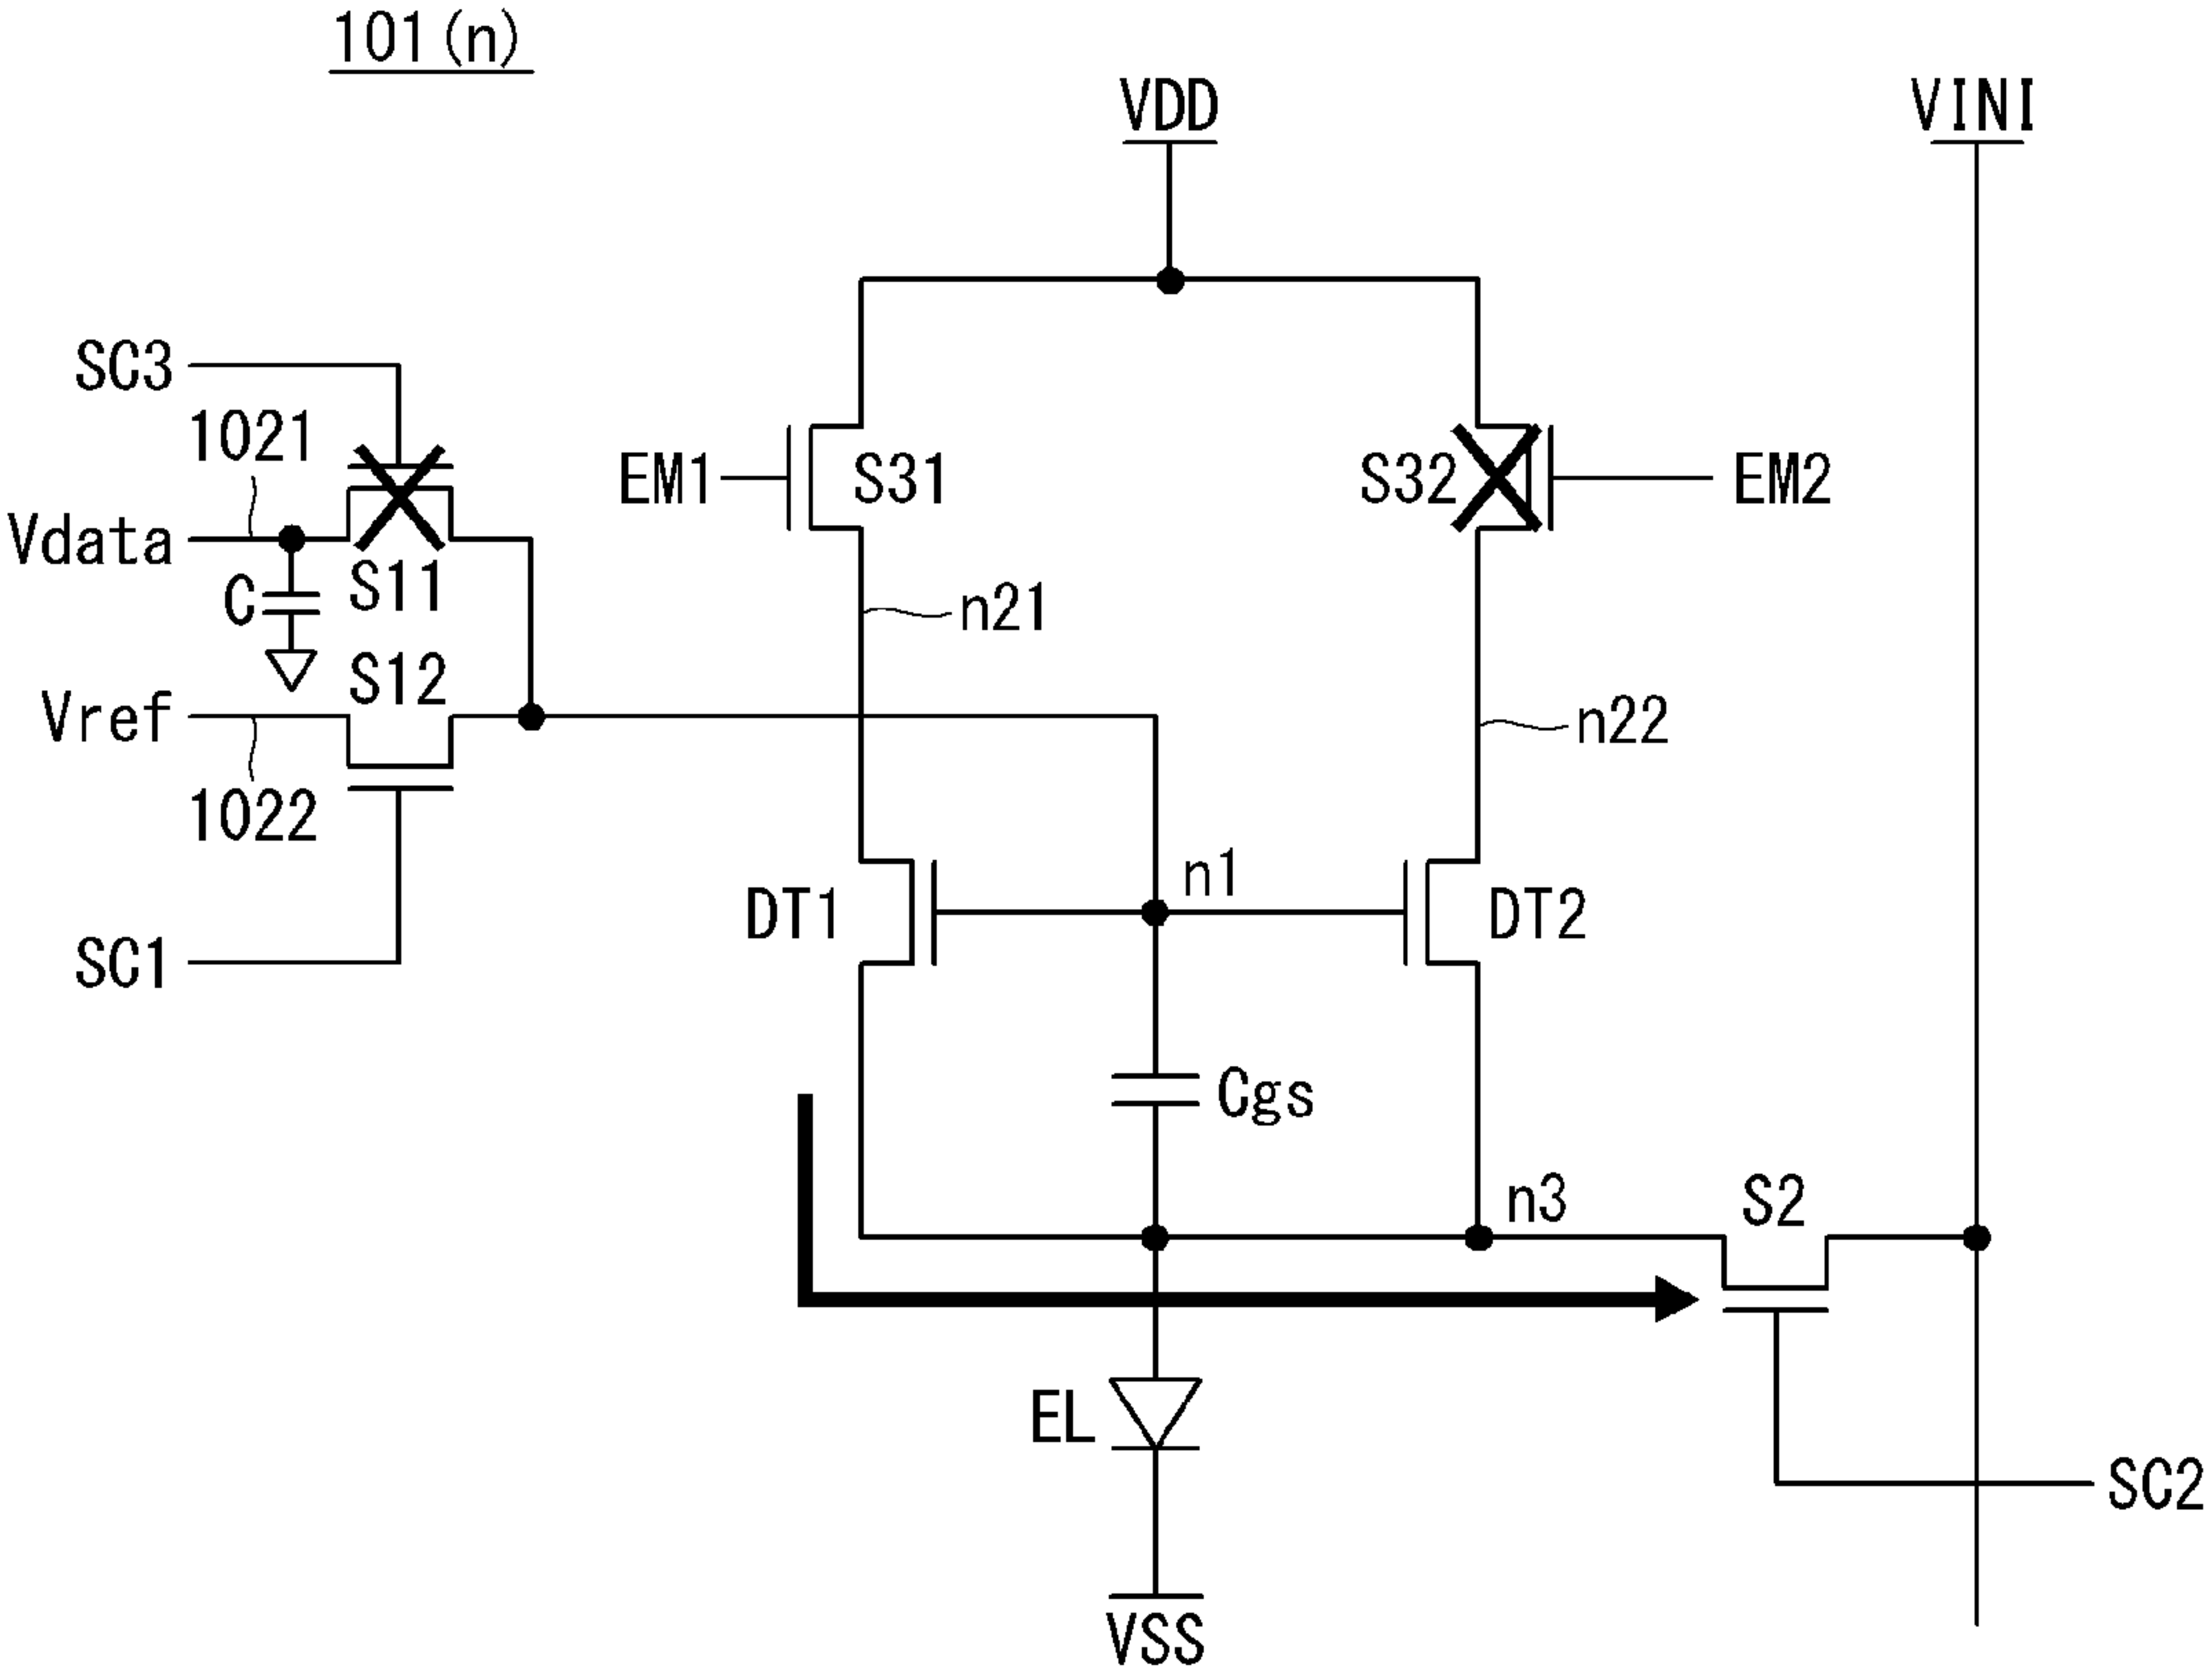 101(n)
VDD
VINI
SC3
1021
EM1
S31
S32
EM2
Vdata
S11
C
n21
S12
Vref
n22
1022
n1
DT1
DT2
SC1
Cgs
n3
S2
EL
SC2
VSS